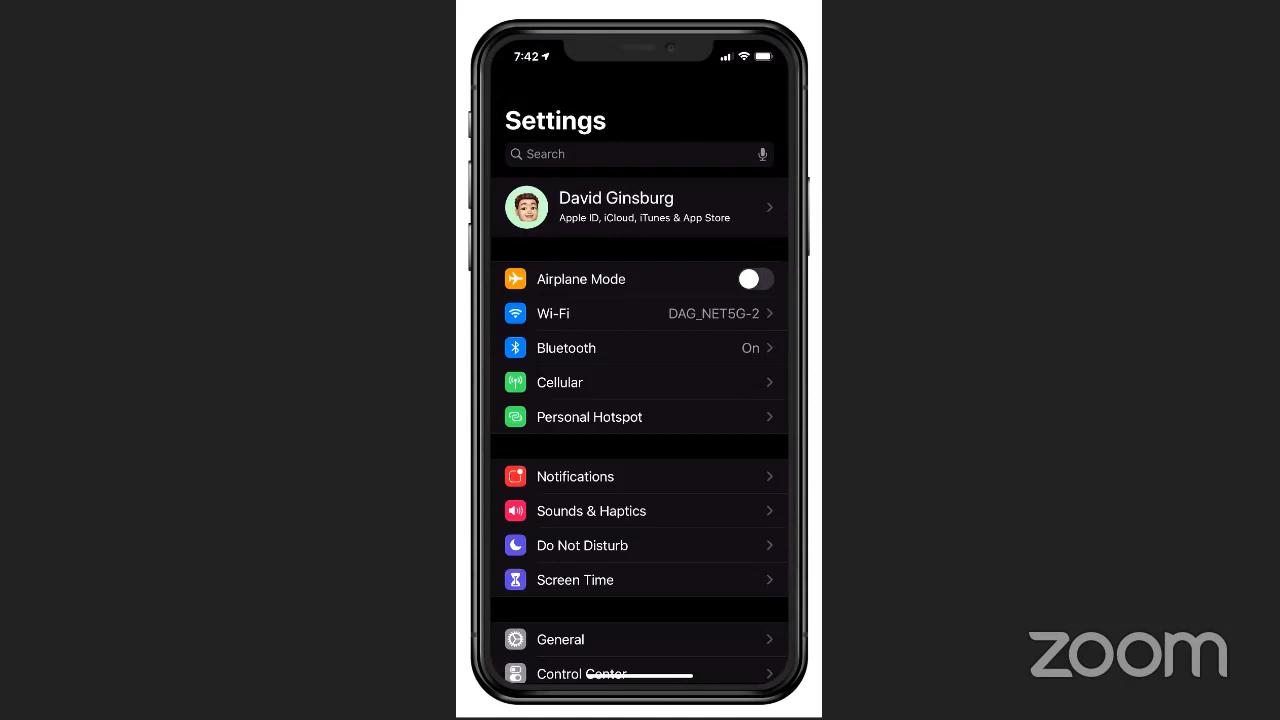 7:42
Settings
Search
David Ginsburg
Apple ID, iCloud, iTunes & App Store
Airplane Mode
Wi-Fi DAG_NET5G-2
Bluetooth On
Cellular
Personal Hotspot
Notifications
Sounds & Haptics
Do Not Disturb
Screen Time
General
Control Center
zoom